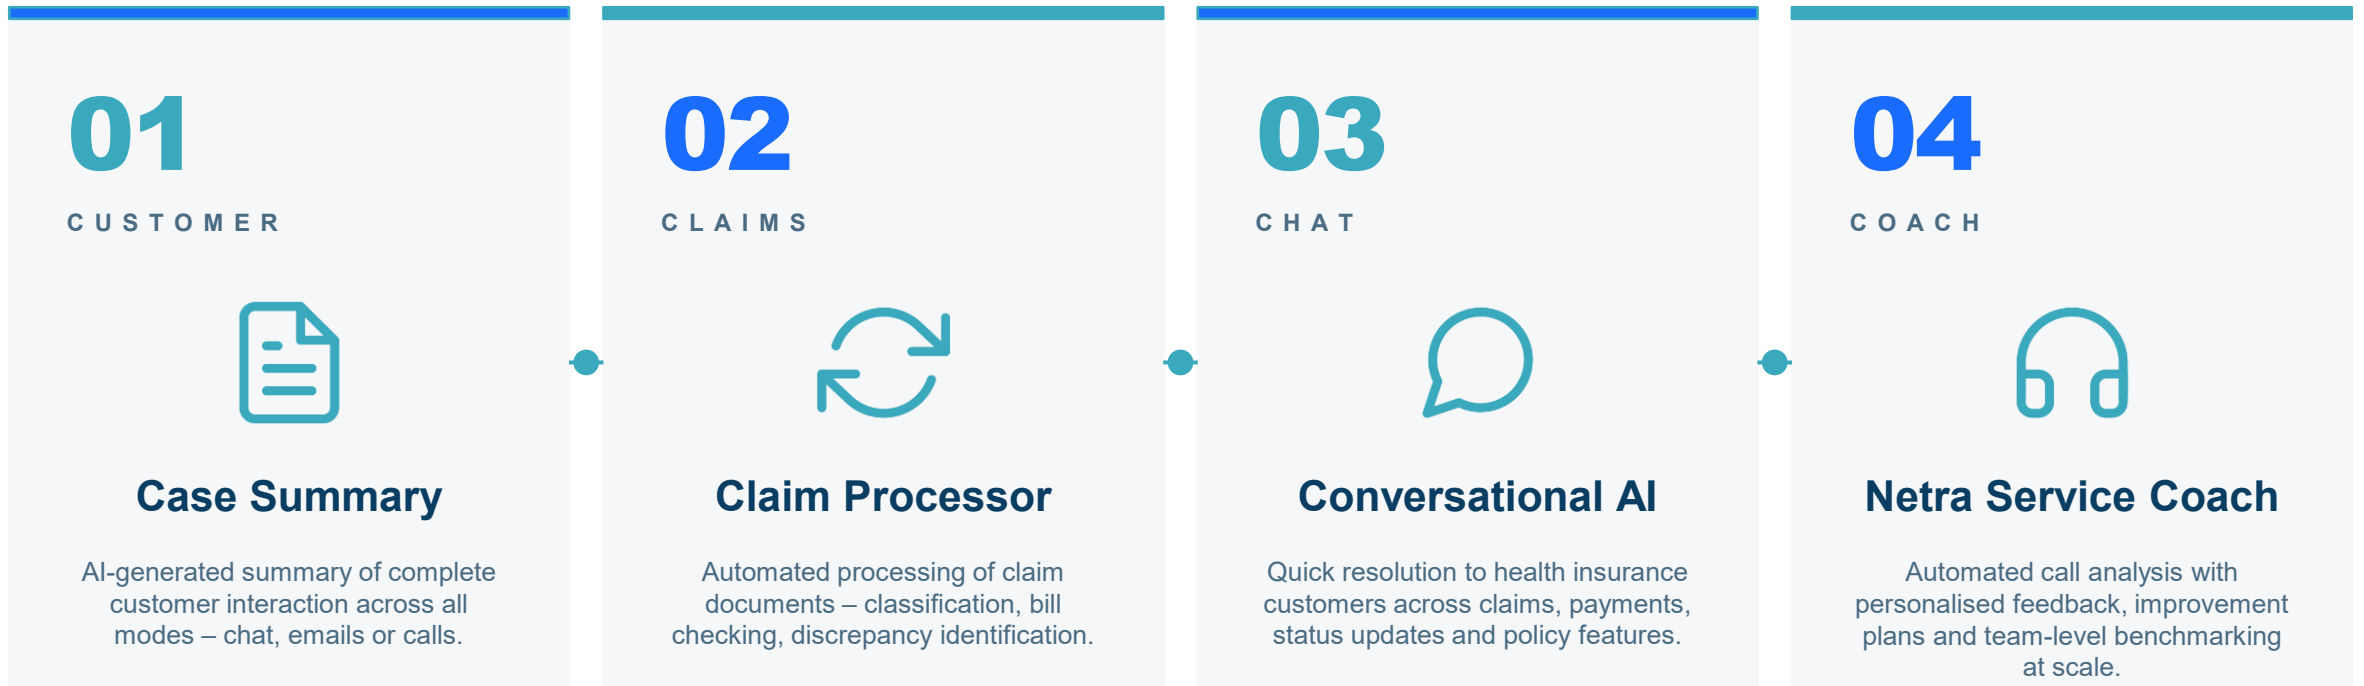 01
CUSTOMER
Case Summary
AI-generated summary of complete
customer interaction across all
modes – chat, emails or calls.
02
CLAIMS
Claim Processor
Automated processing of claim
documents – classification, bill
checking, discrepancy identification.
03
CHAT
Conversational AI
Quick resolution to health insurance
customers across claims, payments,
status updates and policy features.
04
COACH
Netra Service Coach
Automated call analysis with
personalised feedback, improvement
plans and team-level benchmarking
at scale.